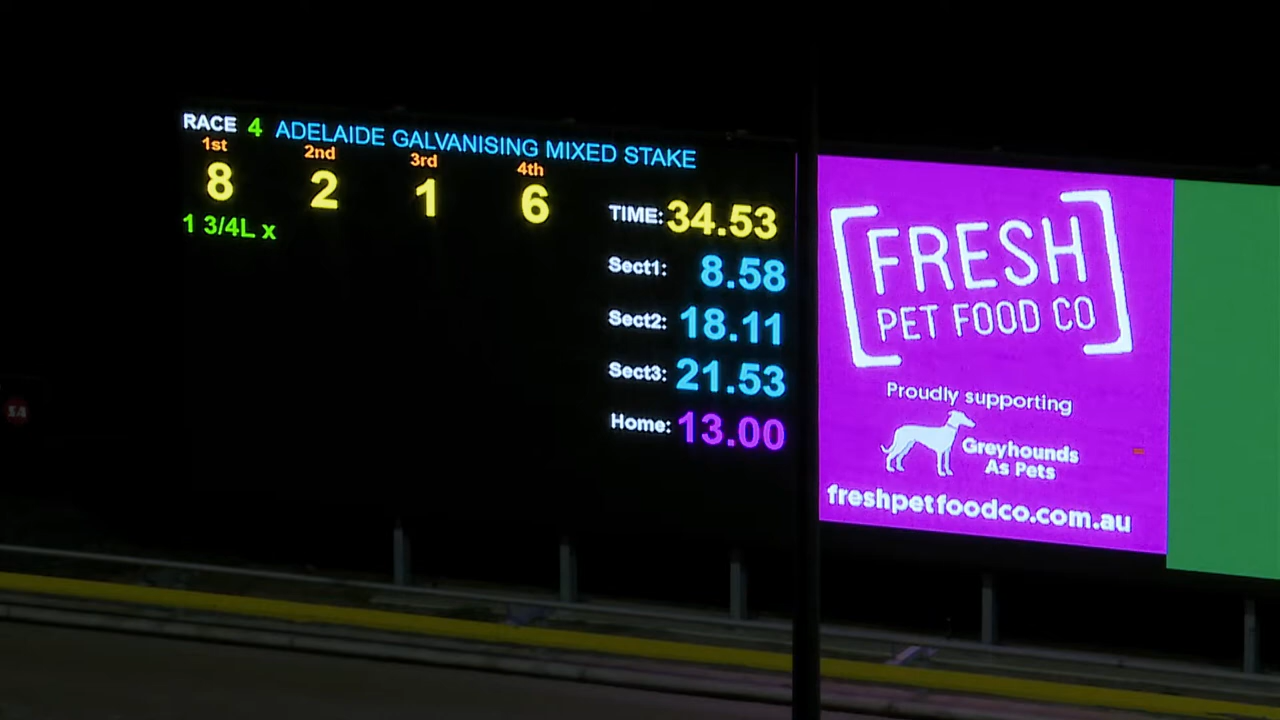 RACE 4 ADELAIDE GALVANISING MIXED STAKE
1st 2nd 3rd 4th
8 2 1 6
1 3/4L x
TIME: 34.53
Sect1: 8.58
Sect2: 18.11
Sect3: 21.53
Home: 13.00
FRESH
PET FOOD CO
Proudly supporting
Greyhounds
As Pets
freshpetfoodco.com.au